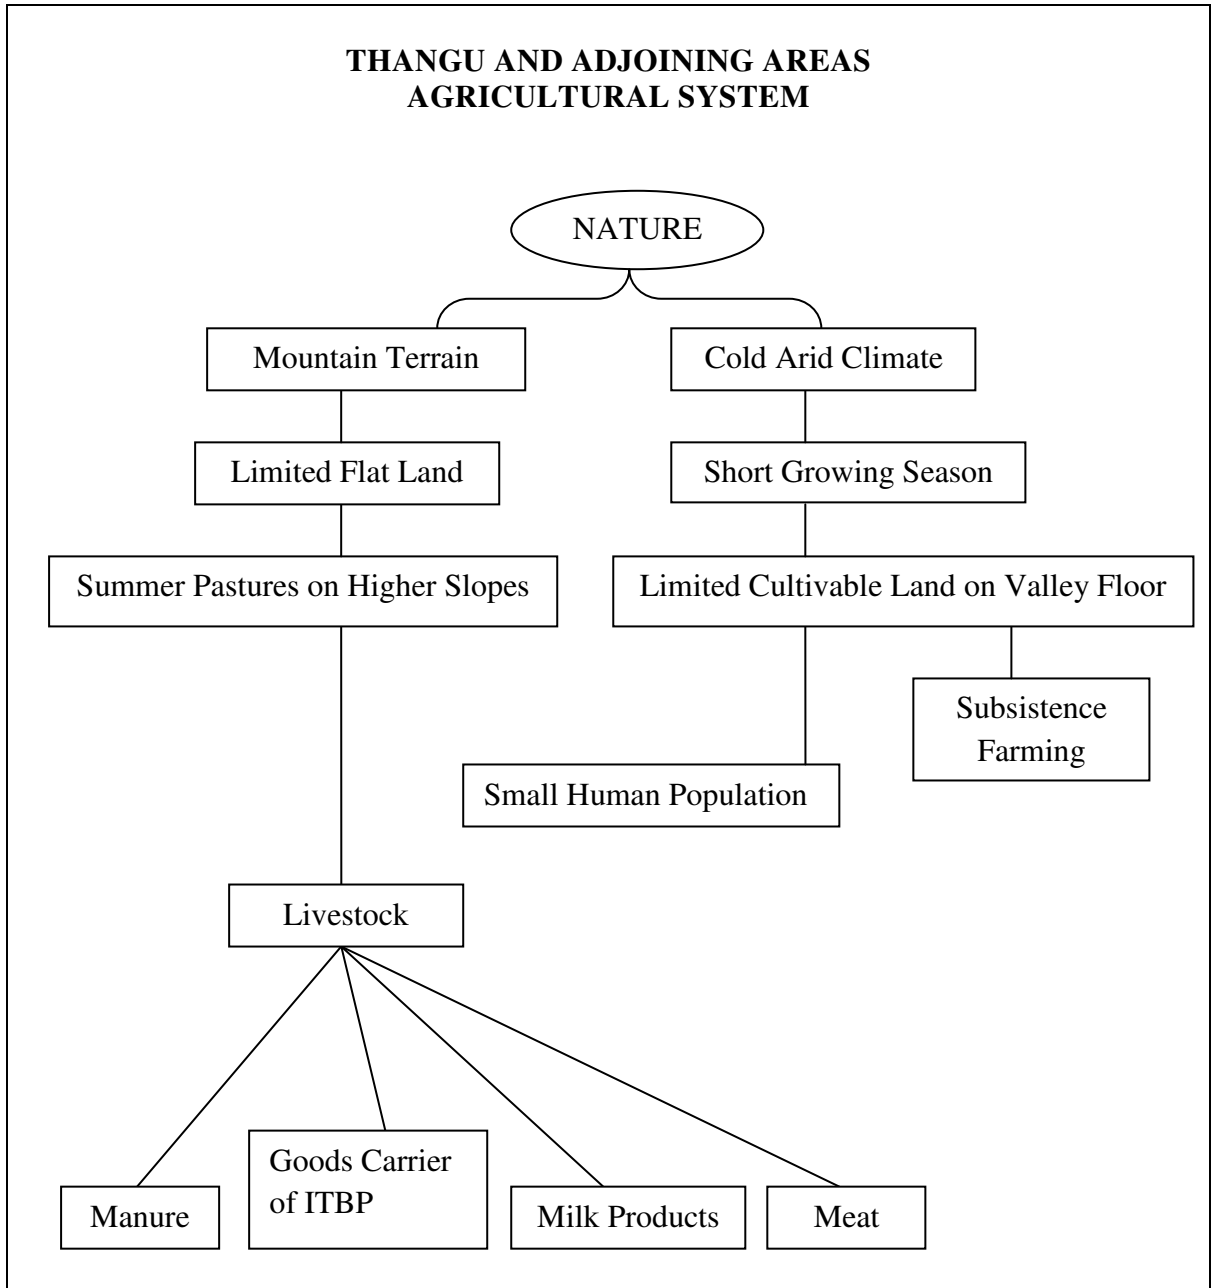 THANGU AND ADJOINING AREAS
AGRICULTURAL SYSTEM
NATURE
Mountain Terrain
Cold Arid Climate
Limited Flat Land
Short Growing Season
Summer Pastures on Higher Slopes
Limited Cultivable Land on Valley Floor
Subsistence
Farming
Small Human Population
Livestock
Manure
Goods Carrier
of ITBP
Milk Products
Meat